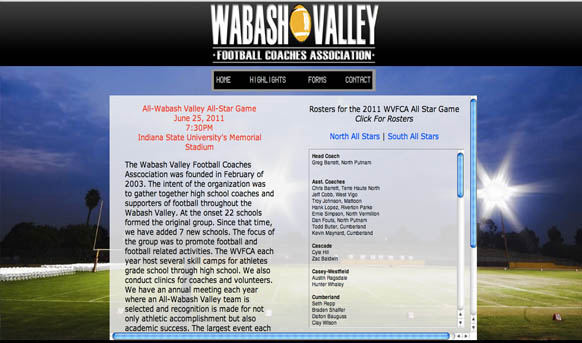 WABASH VALLEY
FOOTBALL COACHES ASSOCIATION
HOME HIGHLIGHTS FORMS CONTACT
All-Wabash Valley All-Star Game
June 25, 2011
7:30PM
Indiana State University's Memorial
Stadium
The Wabash Valley Football Coaches
Asscociation was founded in February of
2003. The intent of the organization was
to gather together high school coaches and
supporters of football throughout the
Wabash Valley. At the onset 22 schools
formed the original group. Since that time,
we have added 7 new schools. The focus of
the group was to promote football and
football related activities. The WVFCA each
year host several skill camps for athletes
grade school through high school. We also
conduct clinics for coaches and volunteers.
We have an annual meeting each year
where an All-Wabash Valley team is
selected and recognition is made for not
only athletic accomplishment but also
academic success. The largest event each
Rosters for the 2011 WVFCA All Star Game
Click For Rosters
North All Stars | South All Stars
Head Coach
Greg Barrett, North Putnam
Asst. Coaches
Chris Barrett, Terre Haute North
Jeff Cobb, West Vigo
Troy Johnson, Mattoon
Hank Lopez, Riverton Parke
Ernie Simpson, North Vermilion
Dan Fouts, North Putnam
Todd Butler, Cumberland
Kevin Maynard, Cumberland
Cascade
Cyle Hill
Zac Baldwin
Casey-Westfield
Austin Ragsdale
Hunter Whaley
Cumberland
Seth Repp
Braden Shaffer
Dalton Bauguss
Clay Wilson